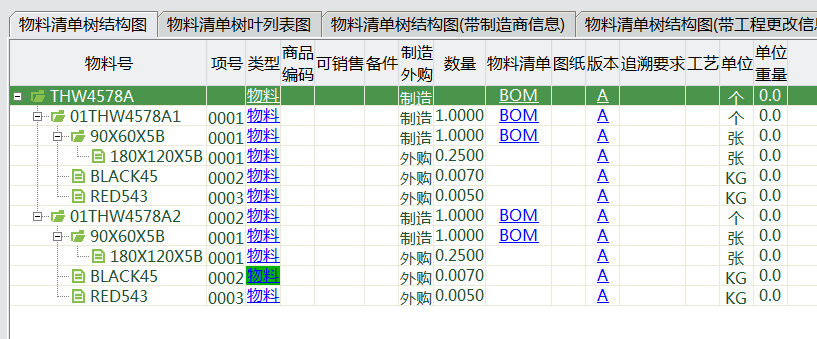 物料清单树结构图 物料清单树叶列表图 物料清单树结构图(带制造商信息) 物料清单树结构图(带工程更改信
物料号 项号 类型 商品编码 可销售 备件 制造外购 数量 物料清单 图纸 版本 追溯要求 工艺 单位 单位重量
THW4578A 物料 制造 BOM A 个 0.0
01THW4578A1 0001 物料 制造 1.0000 BOM A 个 0.0
90X60X5B 0001 物料 制造 1.0000 BOM A 张 0.0
180X120X5B 0001 物料 外购 0.2500 A 张 0.0
BLACK45 0002 物料 外购 0.0070 A KG 0.0
RED543 0003 物料 外购 0.0050 A KG 0.0
01THW4578A2 0002 物料 制造 1.0000 BOM A 个 0.0
90X60X5B 0001 物料 制造 1.0000 BOM A 张 0.0
180X120X5B 0001 物料 外购 0.2500 A 张 0.0
BLACK45 0002 物料 外购 0.0070 A KG 0.0
RED543 0003 物料 外购 0.0050 A KG 0.0